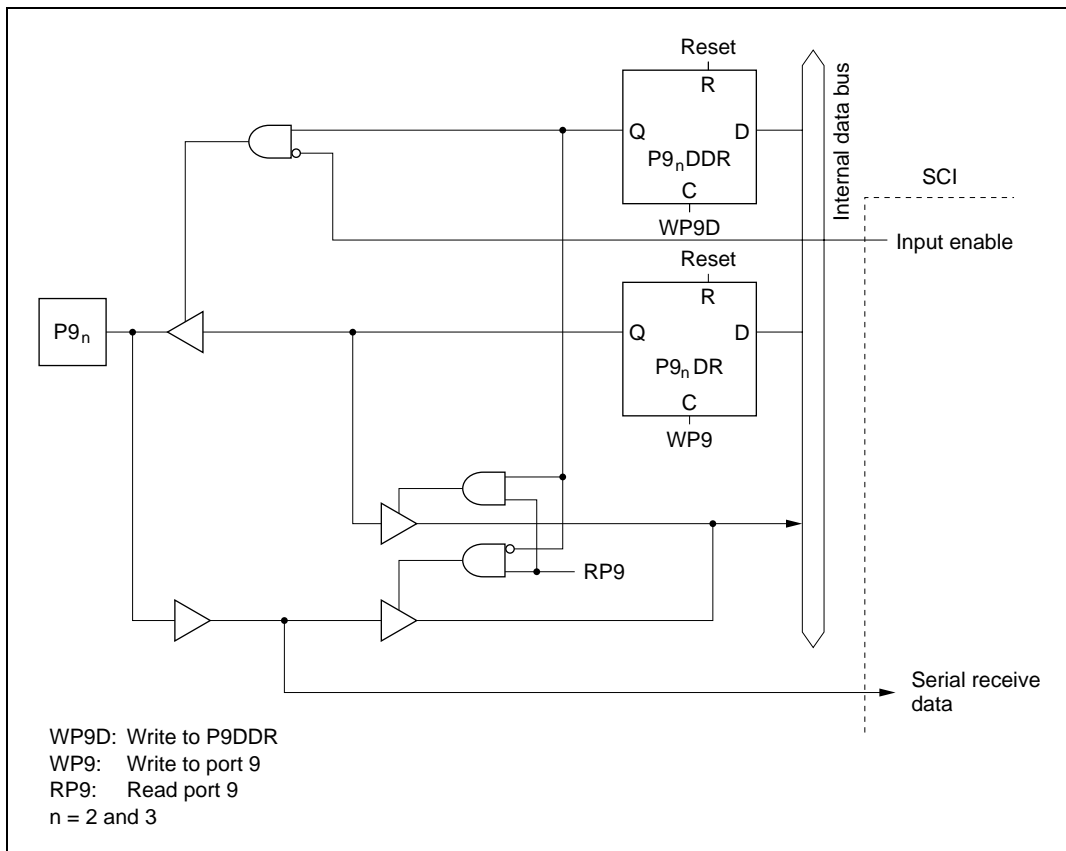 Reset
R
Q
D
P9nDDR
C
WP9D
Internal data bus
SCI
Input enable
Reset
R
P9n
Q
D
P9nDR
C
WP9
RP9
Serial receive
data
WP9D: Write to P9DDR
WP9: Write to port 9
RP9: Read port 9
n = 2 and 3